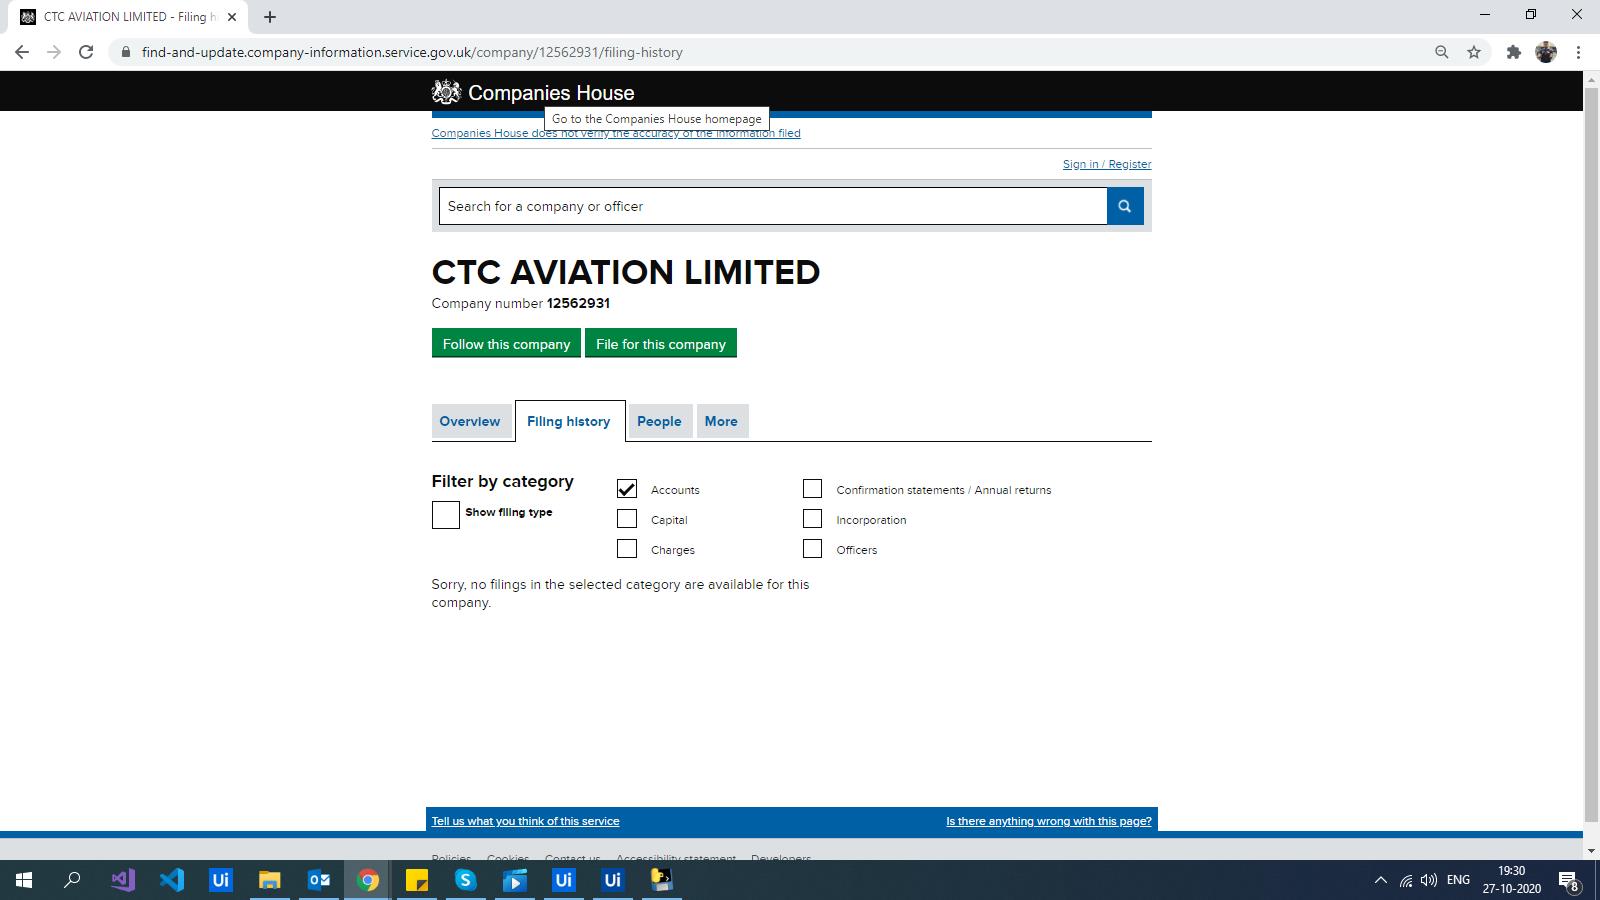 CTC AVIATION LIMITED - Filing h
find-and-update.company-information.service.gov.uk/company/12562931/filing-history
Companies House
Go to the Companies House homepage
Companies House does not verify the accuracy of the information filed
Sign in / Register
Search for a company or officer
CTC AVIATION LIMITED
Company number 12562931
Follow this company File for this company
Overview Filing history People More
Filter by category
Show filing type
Accounts
Confirmation statements / Annual returns
Capital
Incorporation
Charges
Officers
Sorry, no filings in the selected category are available for this
company.
Tell us what you think of this service Is there anything wrong with this page?
Policies Cookies Contact us Accessibility statement Developers
Ui
Ui
Ui
ENG
19:30
27-10-2020
8